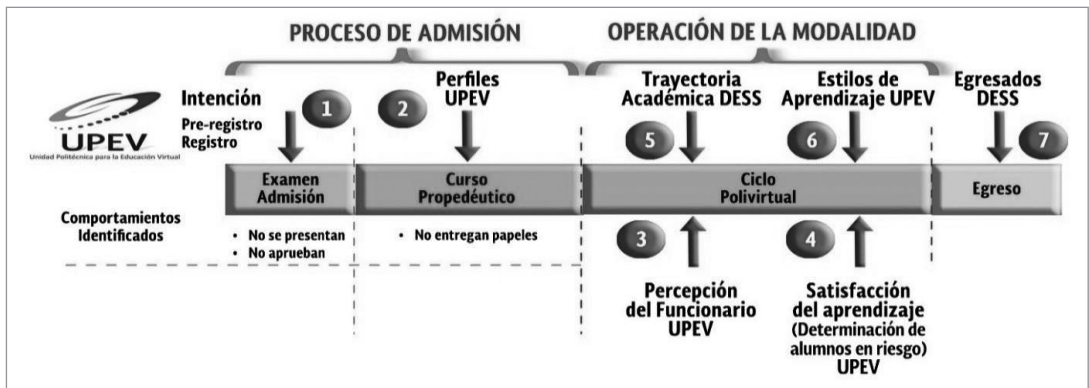 PROCESO DE ADMISIÓN
OPERACIÓN DE LA MODALIDAD
UPEV
Unidad Politécnica para la Educación Virtual
Intención
Pre-registro
Registro
1
2
Perfiles
UPEV
Trayectoria
Académica DESS
5
Estilos de
Aprendizaje UPEV
6
Egresados
DESS
7
Examen
Admisión
Curso
Propedéutico
Ciclo
Polivirtual
Egreso
Comportamientos
Identificados
• No se presentan
• No aprueban
• No entregan papeles
3
Percepción
del Funcionario
UPEV
4
Satisfacción
del aprendizaje
(Determinación de
alumnos en riesgo)
UPEV